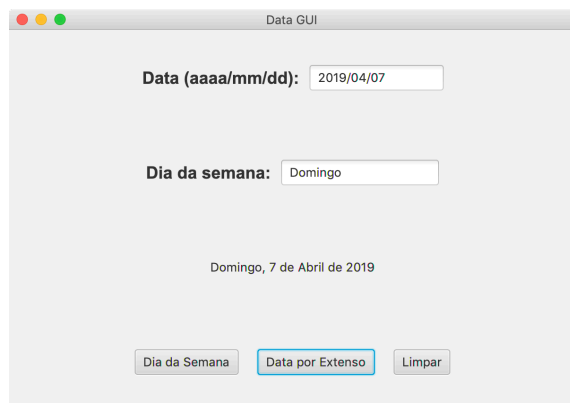 Data GUI
Data (aaaa/mm/dd): 2019/04/07
Dia da semana: Domingo
Domingo, 7 de Abril de 2019
Dia da Semana Data por Extenso Limpar